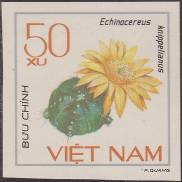 Echinocereus
knippelianus
50
XU
BƯU CHÍNH
VIỆT NAM